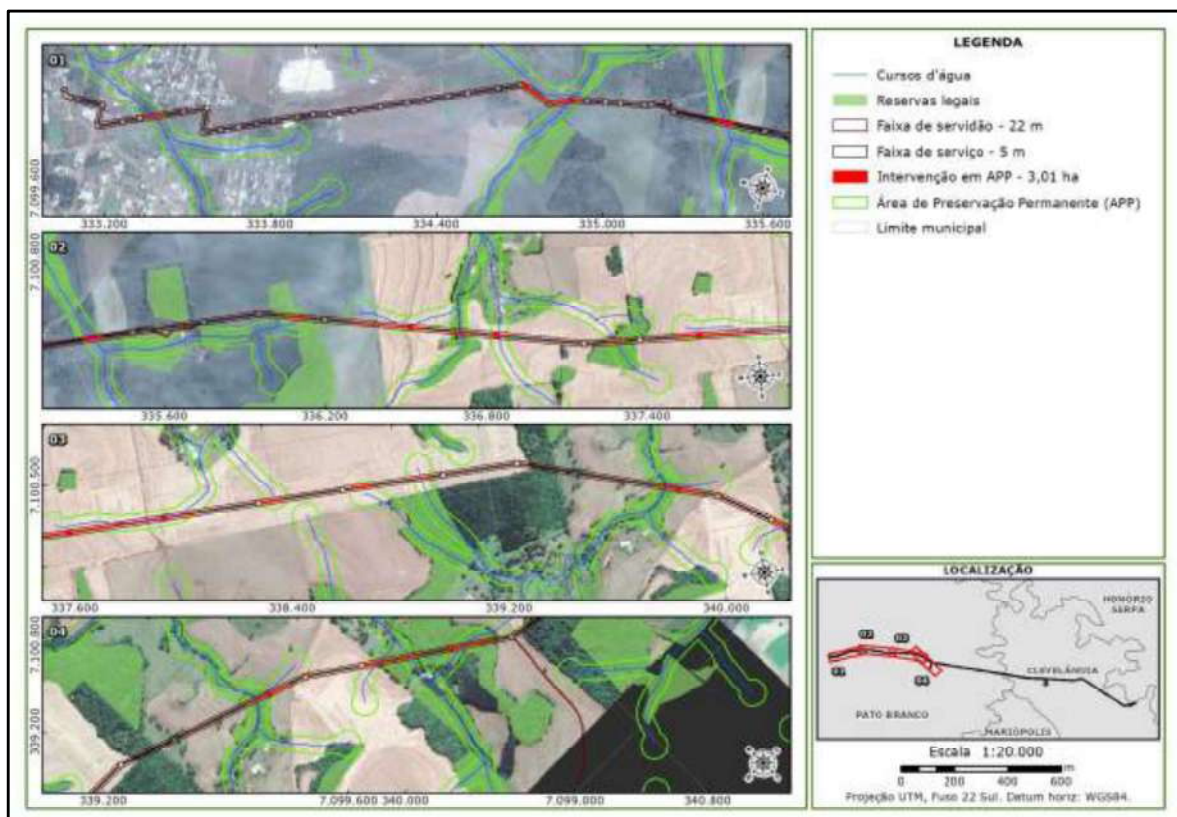 01
7.099.600
333.200 333.800 334.400 335.000 335.600
02
7.100.800
335.600 336.200 336.800 337.400
03
7.100.500
337.600 338.400 339.200 340.000
04
7.100.800
339.200
339.200 7.099.600 340.000 7.099.000 340.800
LEGENDA
Cursos d'água
Reservas legais
Faixa de servidão - 22 m
Faixa de serviço - 5 m
Intervenção em APP - 3,01 ha
Área de Preservação Permanente (APP)
Limite municipal
LOCALIZAÇÃO
HONÓRIO
SERPA
01
04
CLEVELÂNDIA
PATO BRANCO
MARIÓPOLIS
Escala 1:20.000
m
0 200 400 600
Projeção UTM, Fuso 22 Sul. Datum horiz: WGS84.